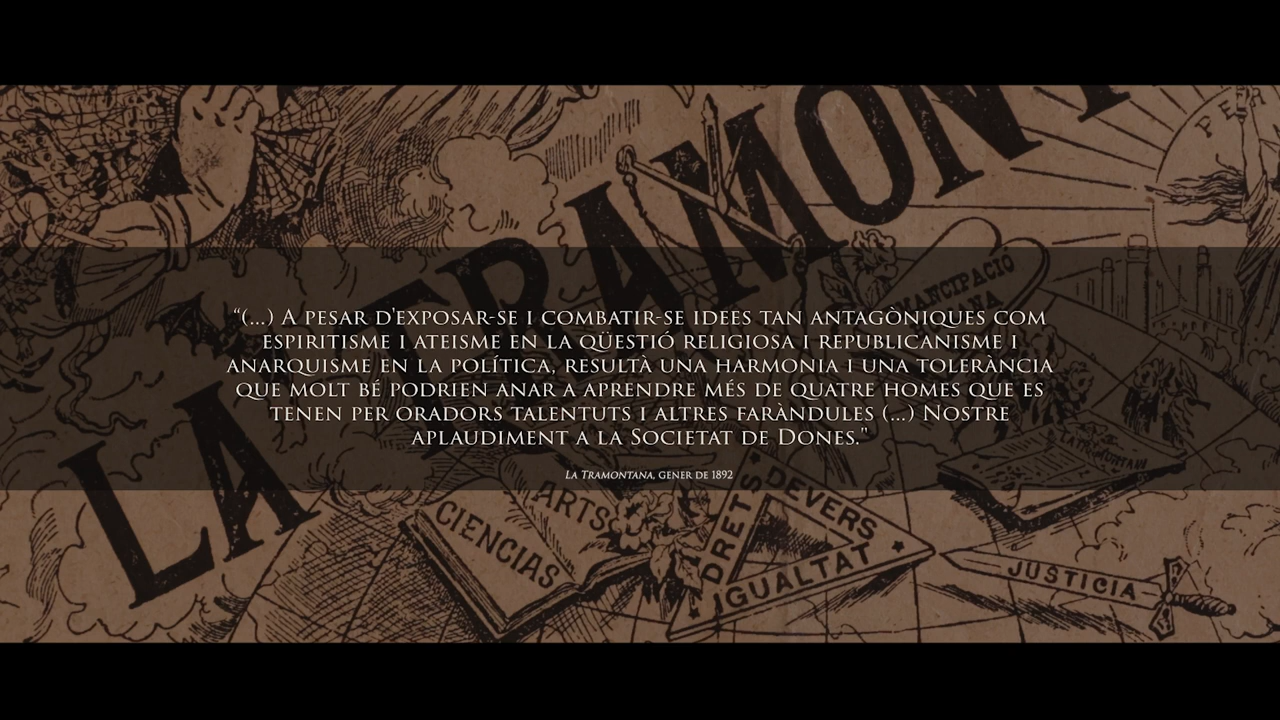 PER
LA TRAMONT
EMANCIPACIÓ
HUMANA
“(...) A PESAR D'EXPOSAR-SE I COMBATIR-SE IDEES TAN ANTAGÒNIQUES COM
ESPIRITISME I ATEISME EN LA QÜESTIÓ RELIGIOSA I REPUBLICANISME I
ANARQUISME EN LA POLÍTICA, RESULTÀ UNA HARMONIA I UNA TOLERÀNCIA
QUE MOLT BÉ PODRIEN ANAR A APRENDRE MÉS DE QUATRE HOMES QUE ES
TENEN PER ORADORS TALENTUTS I ALTRES FARÀNDULES (...) NOSTRE
APLAUDIMENT A LA SOCIETAT DE DONES."
LA TRAMONTANA, GENER DE 1892
CIENCIAS
ARTS
DRETS
DEVERS
IGUALTAT
JUSTICIA